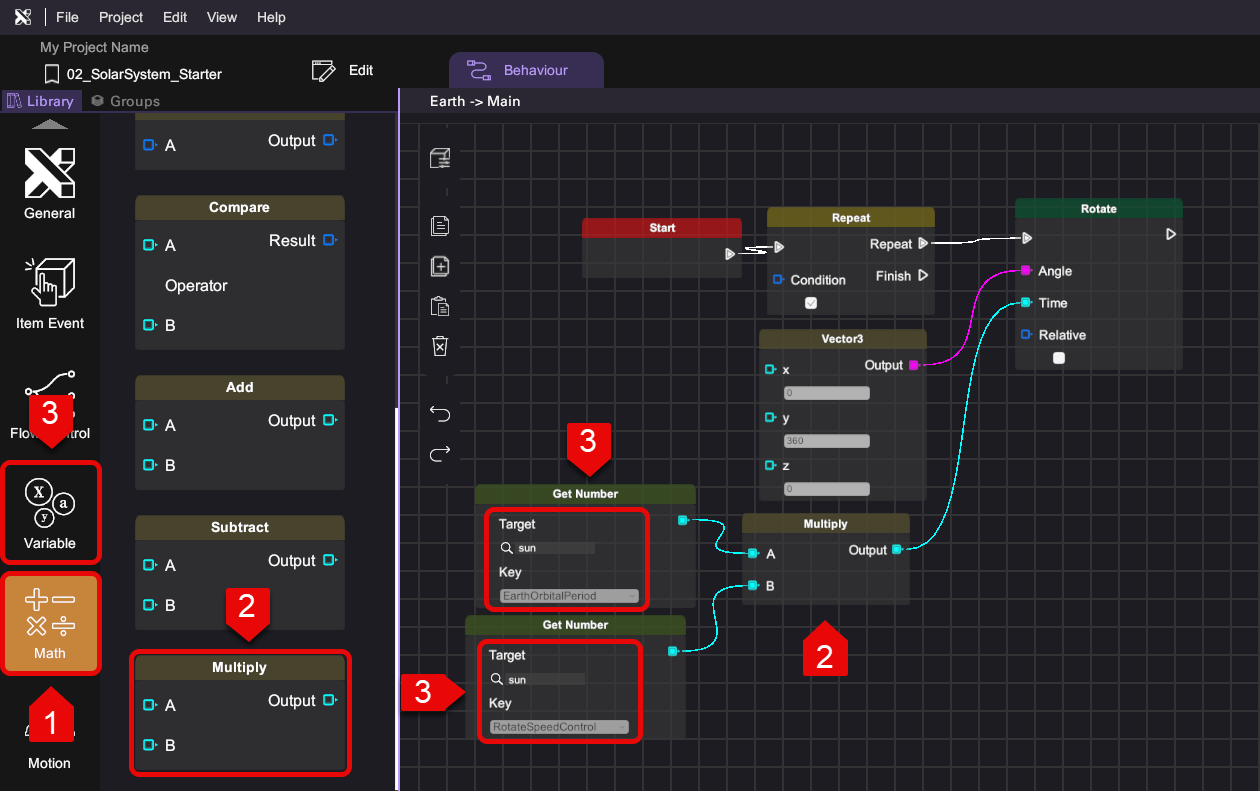 File Project Edit View Help
My Project Name
02_SolarSystem_Starter
Edit
Behaviour
Library
Groups
Earth -> Main
General
Item Event
3
Variable
Math
1
Motion
A
Output
Compare
A
Result
Operator
B
Add
A
Output
B
Subtract
A
Output
B
2
Multiply
A
Output
B
Start
Repeat
Repeat
Condition
Finish
Rotate
Angle
Time
Relative
Vector3
x
Output
0
y
360
z
0
3
Get Number
Target
sun
Key
EarthOrbitalPeriod
Get Number
3
Target
sun
Key
RotateSpeedControl
Multiply
A
Output
B
2